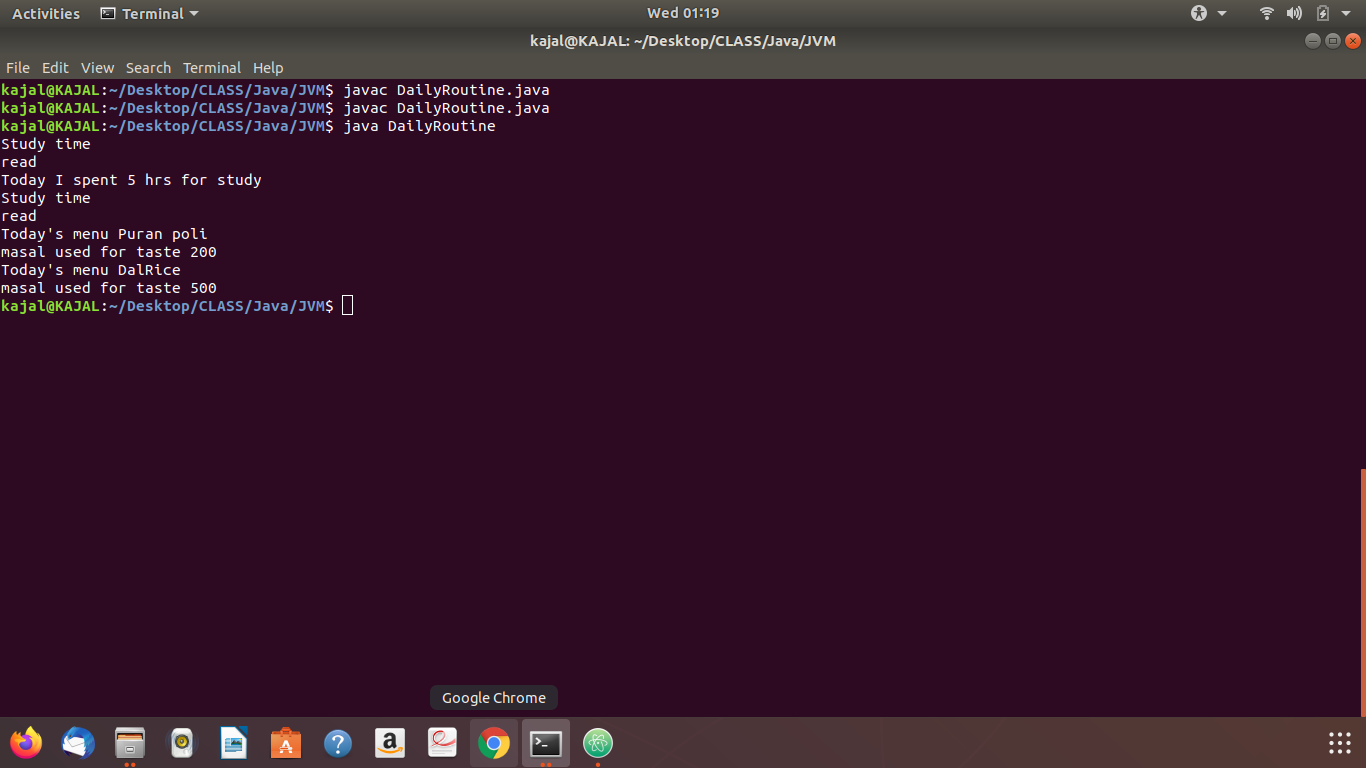 Activities Terminal Wed 01:19
kajal@KAJAL: ~/Desktop/CLASS/Java/JVM
File Edit View Search Terminal Help
kajal@KAJAL:~/Desktop/CLASS/Java/JVM$ javac DailyRoutine.java
kajal@KAJAL:~/Desktop/CLASS/Java/JVM$ javac DailyRoutine.java
kajal@KAJAL:~/Desktop/CLASS/Java/JVM$ java DailyRoutine
Study time
read
Today I spent 5 hrs for study
Study time
read
Today's menu Puran poli
masal used for taste 200
Today's menu DalRice
masal used for taste 500
kajal@KAJAL:~/Desktop/CLASS/Java/JVM$
Google Chrome